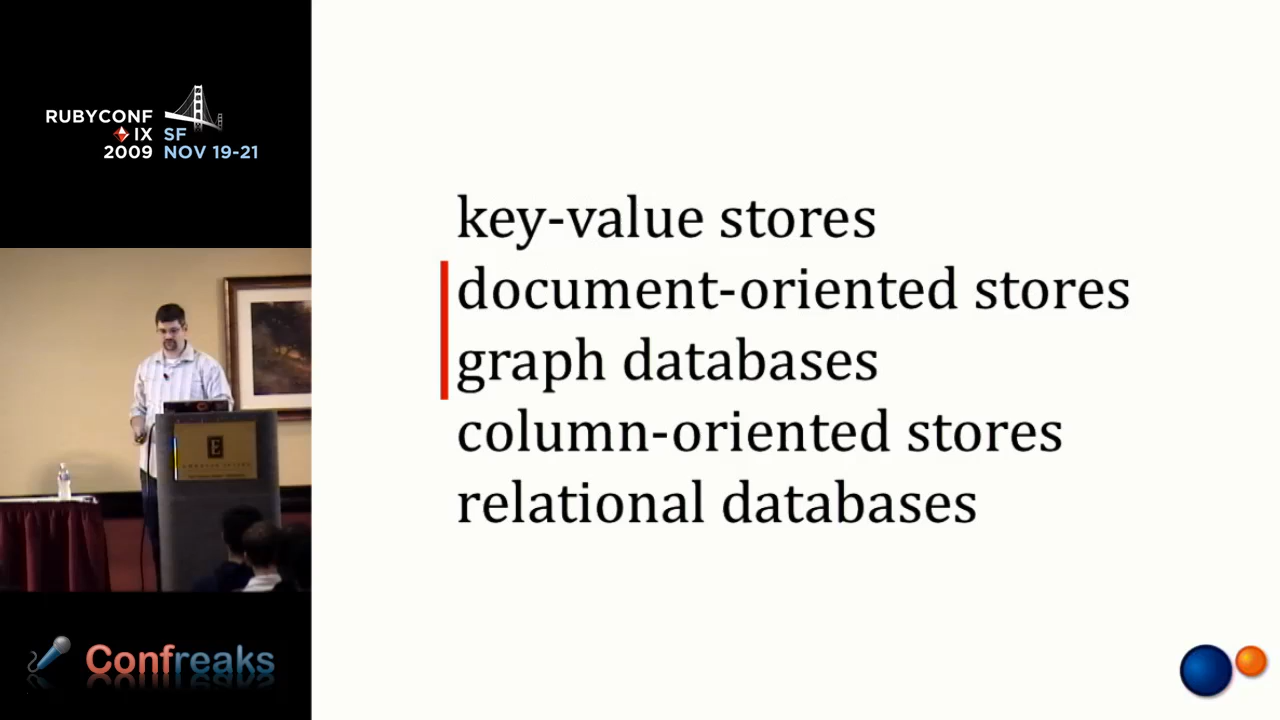 RUBYCONF
IX SF
2009 NOV 19-21
key-value stores
document-oriented stores
graph databases
column-oriented stores
relational databases
E
Confreaks